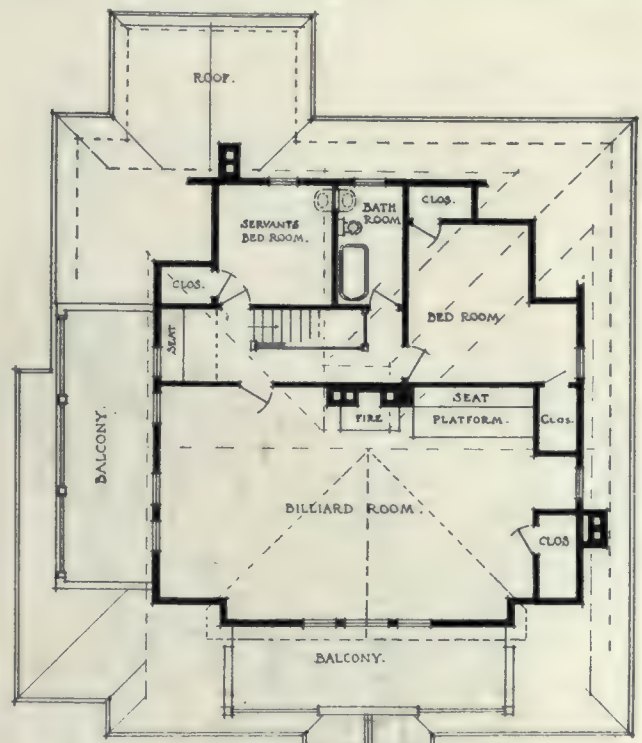 ROOF.
SERVANTS
BED ROOM.
BATH
ROOM
CLOS.
CLOS.
BED ROOM
SEAT
SEAT
PLATFORM.
FIRE
CLOS.
BALCONY.
BILLIARD ROOM.
CLOS
BALCONY.